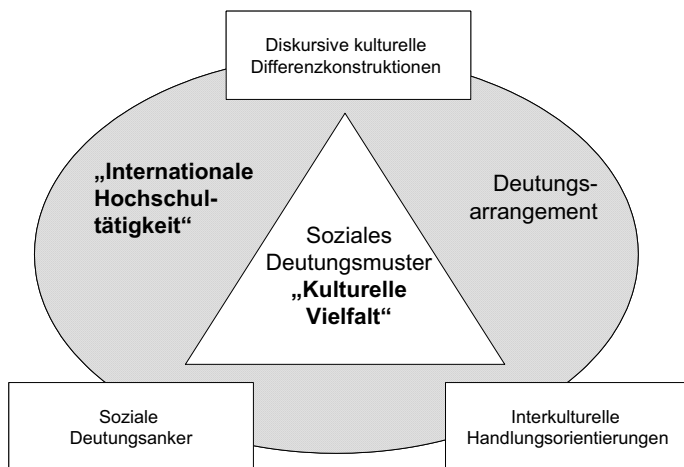 Diskursive kulturelle
Differenzkonstruktionen
„Internationale
Hochschul-
tätigkeit“
Deutungs-
arrangement
Soziales
Deutungsmuster
„Kulturelle
Vielfalt“
Soziale
Deutungsanker
Interkulturelle
Handlungsorientierungen